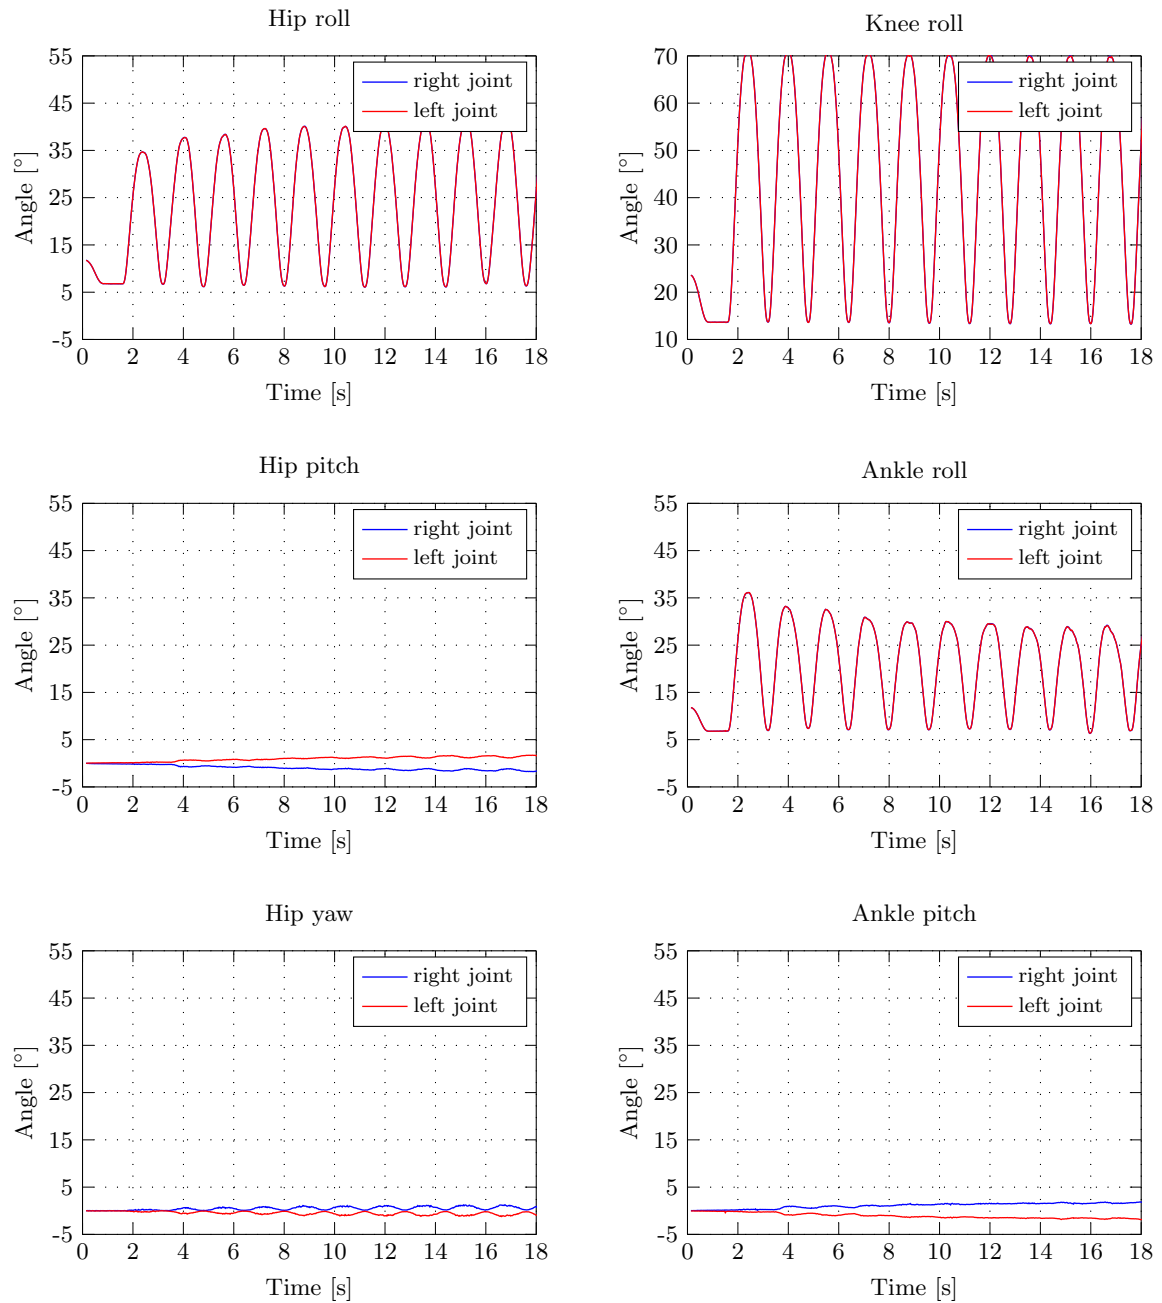 Hip roll
55
45
35
25
15
5
-5
Angle [°]
right joint
left joint
0 2 4 6 8 10 12 14 16 18
Time [s]
Knee roll
70
60
50
40
30
20
10
Angle [°]
right joint
left joint
0 2 4 6 8 10 12 14 16 18
Time [s]
Hip pitch
55
45
35
25
15
5
-5
Angle [°]
right joint
left joint
0 2 4 6 8 10 12 14 16 18
Time [s]
Ankle roll
55
45
35
25
15
5
-5
Angle [°]
right joint
left joint
0 2 4 6 8 10 12 14 16 18
Time [s]
Hip yaw
55
45
35
25
15
5
-5
Angle [°]
right joint
left joint
0 2 4 6 8 10 12 14 16 18
Time [s]
Ankle pitch
55
45
35
25
15
5
-5
Angle [°]
right joint
left joint
0 2 4 6 8 10 12 14 16 18
Time [s]